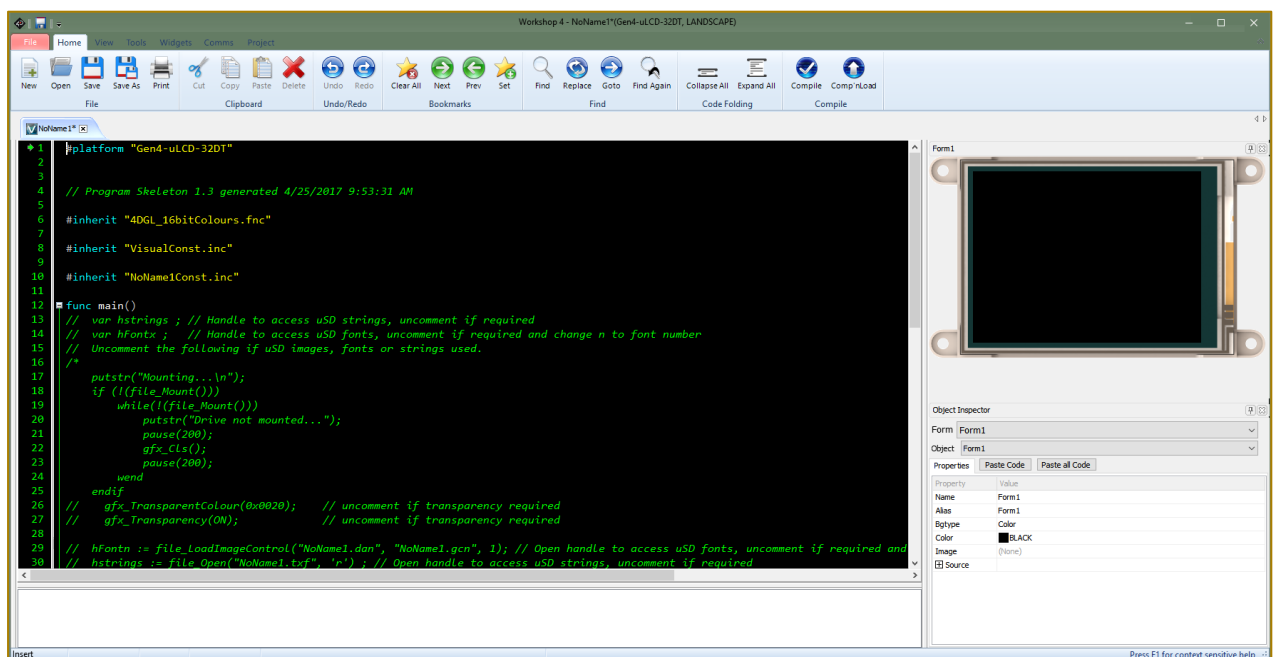 Workshop 4 - NoName1*(Gen4-uLCD-32DT, LANDSCAPE)
File Home View Tools Widgets Comms Project
New Open Save Save As Print Cut Copy Paste Delete Undo Redo Clear All Next Prev Set Find Replace Goto Find Again Collapse All Expand All Compile Comp'nLoad
File Clipboard Undo/Redo Bookmarks Find Code Folding Compile
NoName1*
1 #platform "Gen4-uLCD-32DT"
2
3
4 // Program Skeleton 1.3 generated 4/25/2017 9:53:31 AM
5
6 #inherit "4DGL_16bitColours.fnc"
7
8 #inherit "VisualConst.inc"
9
10 #inherit "NoName1Const.inc"
11
12 func main()
13 // var hstrings ; // Handle to access uSD strings, uncomment if required
14 // var hFontx ; // Handle to access uSD fonts, uncomment if required and change n to font number
15 // Uncomment the following if uSD images, fonts or strings used.
16 /*
17 putstr("Mounting...\n");
18 if (!(file_Mount()))
19 while(!(file_Mount()))
20 putstr("Drive not mounted...");
21 pause(200);
22 gfx_Cls();
23 pause(200);
24 wend
25 endif
26 // gfx_TransparentColour(0x0020); // uncomment if transparency required
27 // gfx_Transparency(ON); // uncomment if transparency required
28
29 // hFontn := file_LoadImageControl("NoName1.dan", "NoName1.gcn", 1); // Open handle to access uSD fonts, uncomment if required and
30 // hstrings := file_Open("NoName1.txf", 'r') ; // Open handle to access uSD strings, uncomment if required
Form1
Object Inspector
Form Form1
Object Form1
Properties Paste Code Paste all Code
Property Value
Name Form1
Alias Form1
Bgtype Color
Color BLACK
Image (None)
Source
Insert
Press F1 for context sensitive help